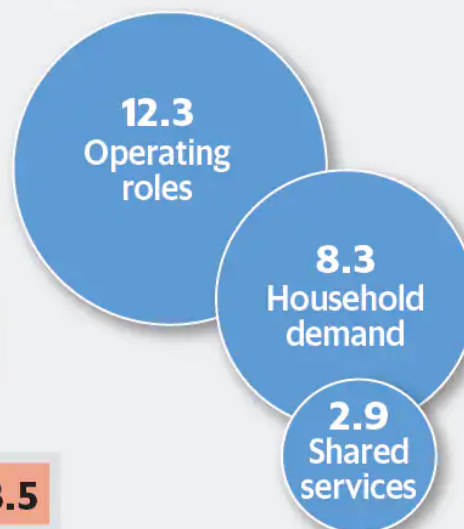 12.3
Operating
roles
8.3
Household
demand
2.9
Shared
services